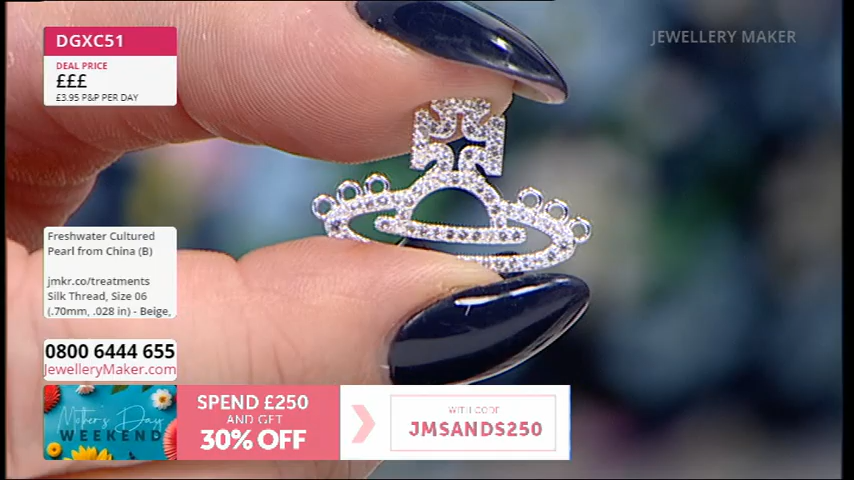 DGXC51
DEAL PRICE
£££
£3.95 P&P PER DAY
JEWELLERY MAKER
Freshwater Cultured
Pearl from China (B)
jmkr.co/treatments
Silk Thread, Size 06
(.70mm, .028 in) - Beige,
0800 6444 655
JewelleryMaker.com
Mother's Day
WEEKEND
SPEND £250
AND GET
30% OFF
WITH CODE
JMSANDS250